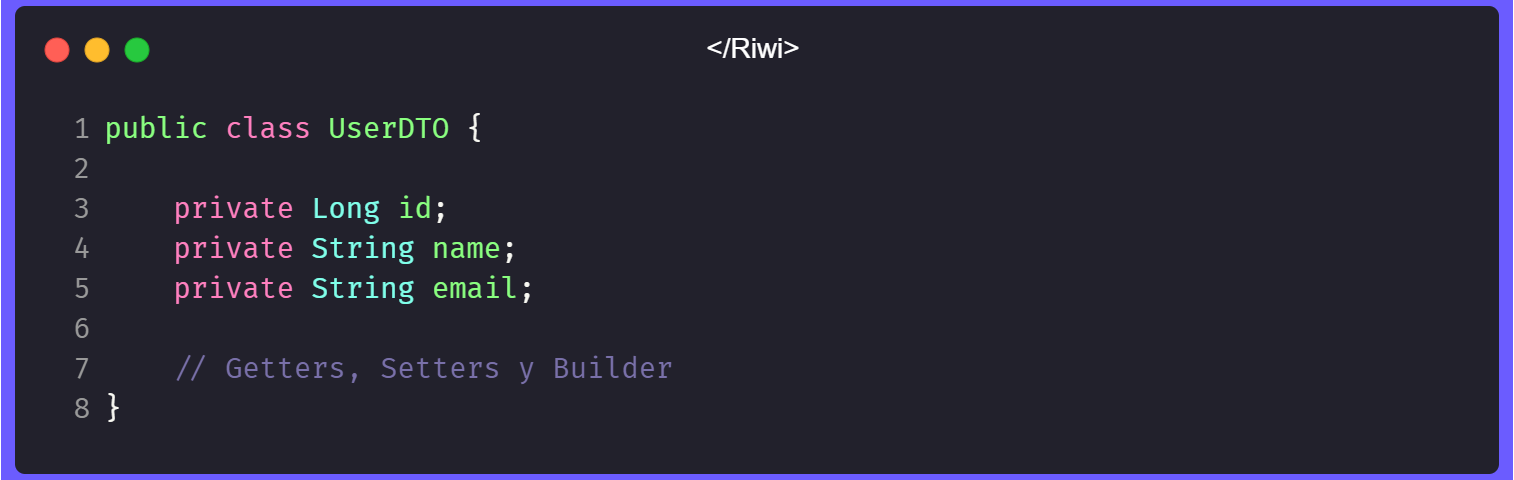 </Riwi>
1 public class UserDTO {
2
3     private Long id;
4     private String name;
5     private String email;
6
7     // Getters, Setters y Builder
8 }